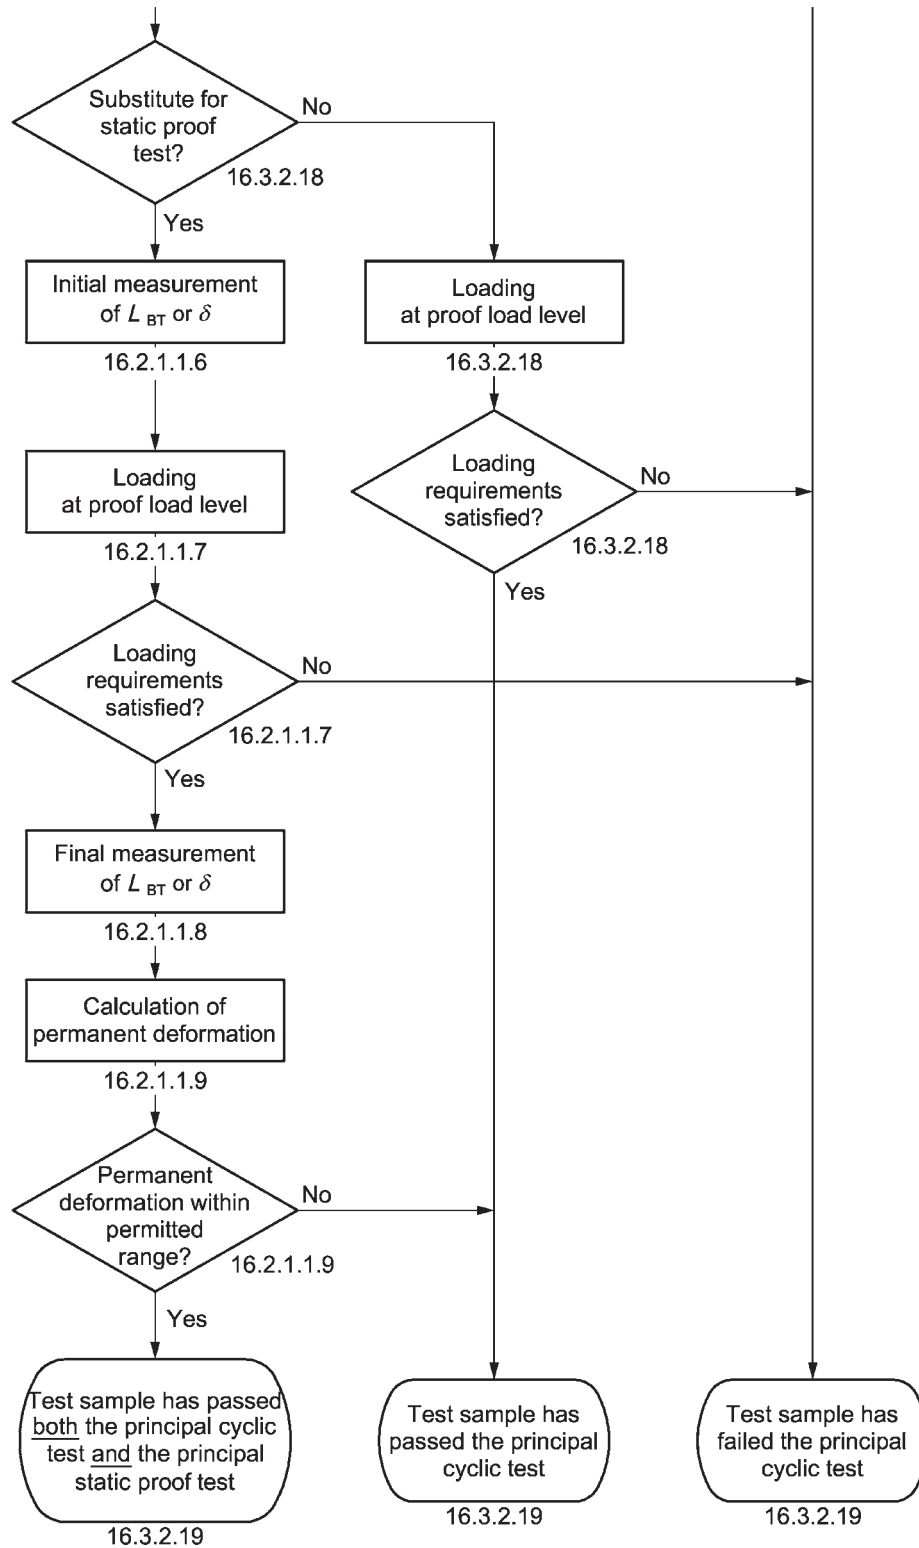 Substitute for
static proof
test?
No
16.3.2.18
Yes
Initial measurement
of L BT or δ
16.2.1.1.6
Loading
at proof load level
16.3.2.18
Loading
at proof load level
16.2.1.1.7
Loading
requirements
satisfied?
No
16.3.2.18
Yes
Loading
requirements
satisfied?
No
16.2.1.1.7
Yes
Final measurement
of L BT or δ
16.2.1.1.8
Calculation of
permanent deformation
16.2.1.1.9
Permanent
deformation within
permitted
range?
No
16.2.1.1.9
Yes
Test sample has passed
both the principal cyclic
test and the principal
static proof test
16.3.2.19
Test sample has
passed the principal
cyclic test
16.3.2.19
Test sample has
failed the principal
cyclic test
16.3.2.19